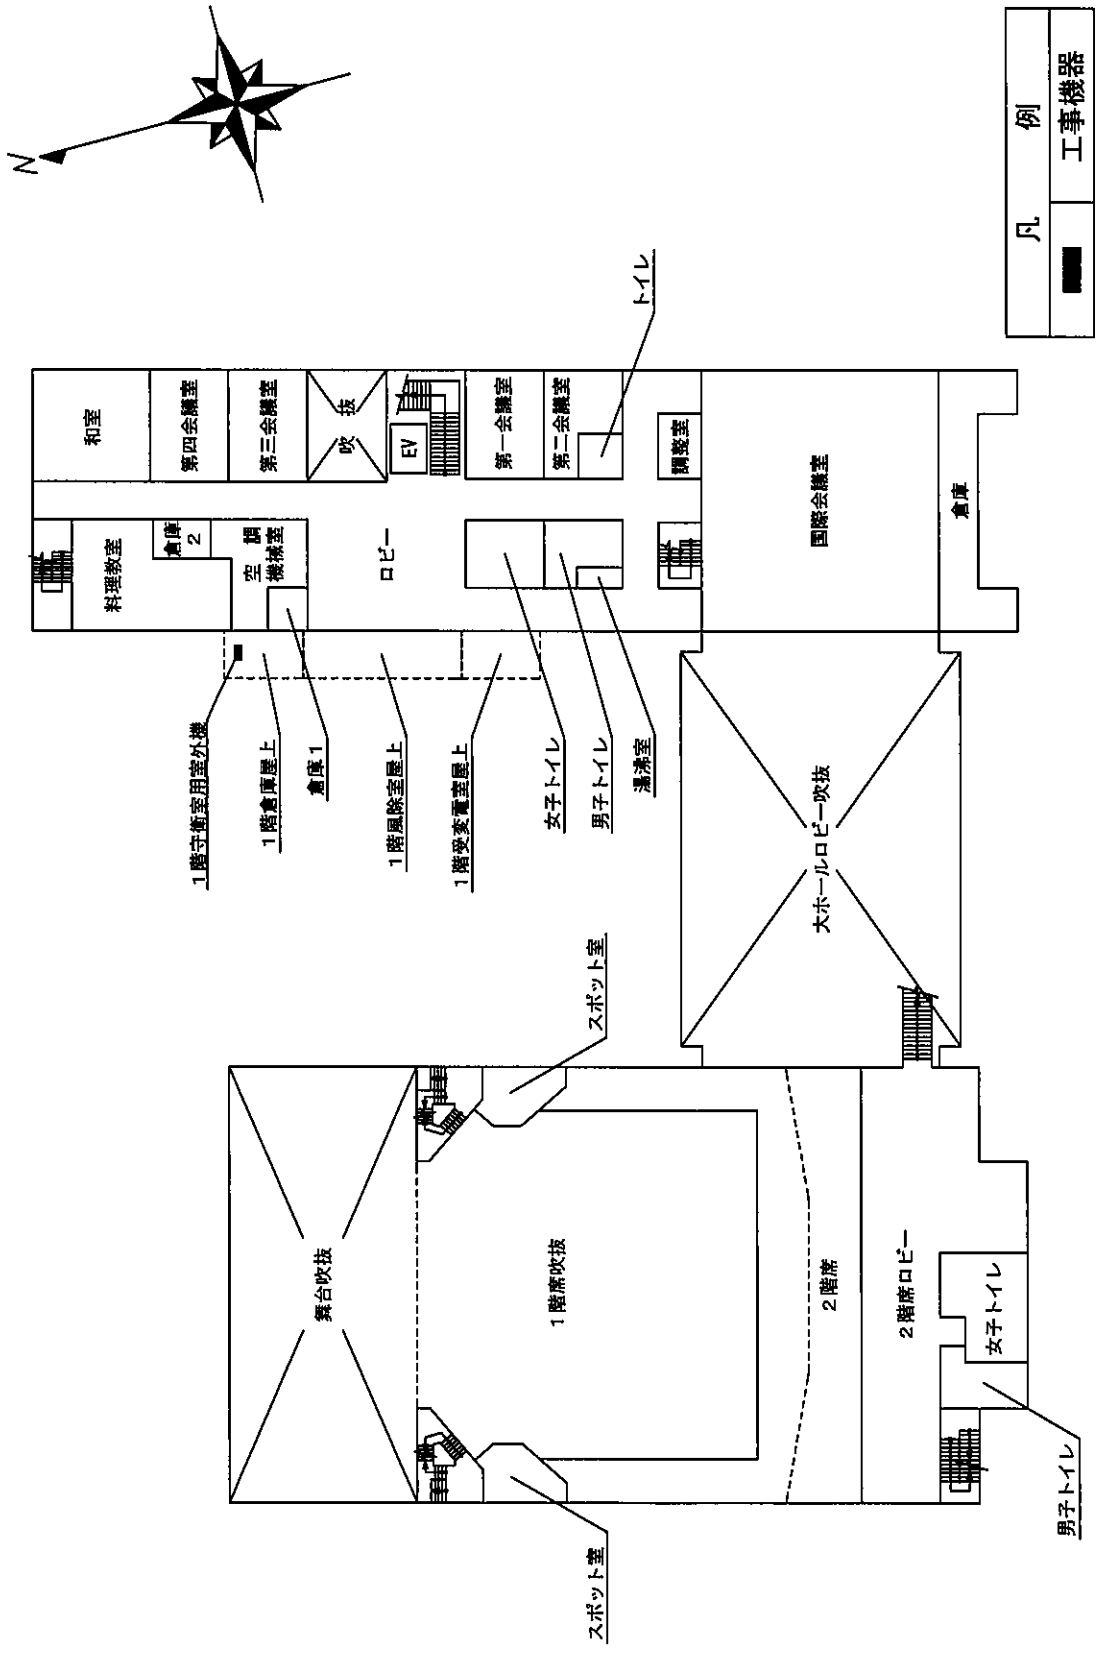 N
凡 例
工事機器
和室
第四会議室
第三会議室
吹 抜
EV
第一会議室
第二会議室
トイレ
調整室
国際会議室
倉庫
料理教室
倉庫
2
空調
機械室
ロビー
1階守衛室用室外機
1階倉庫屋上
倉庫1
1階風除室屋上
1階受変電室屋上
女子トイレ
男子トイレ
湯沸室
大ホールロビー吹抜
スポット室
舞台吹抜
1階席吹抜
2階席
2階席ロビー
女子トイレ
男子トイレ
スポット室